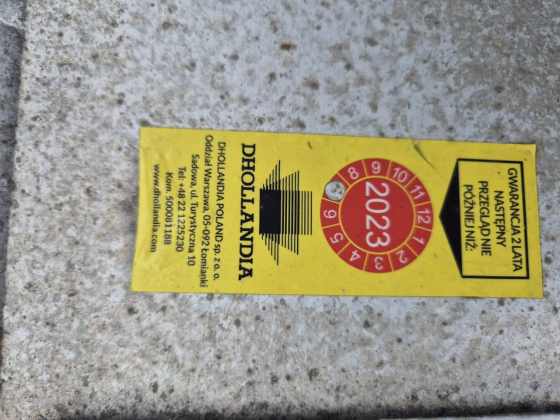 GWARANCJA 2 LATA
NASTĘPNY
PRZEGLĄD NIE
PÓŹNIEJ NIŻ:
12 1 2 3 4 5 6 8 9 10 11
2023
DHOLLANDIA
DHOLLANDIA POLAND sp. z o. o.
Oddział Warszawa, 05-092 Łomianki
Sadowa, ul. Turystyczna 10
Tel: +48 22 1225230
Kom. 500081188
www.dhollandia.com